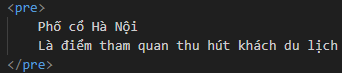 <pre>
Phố cổ Hà Nội
Là điểm tham quan thu hút khách du lịch
</pre>